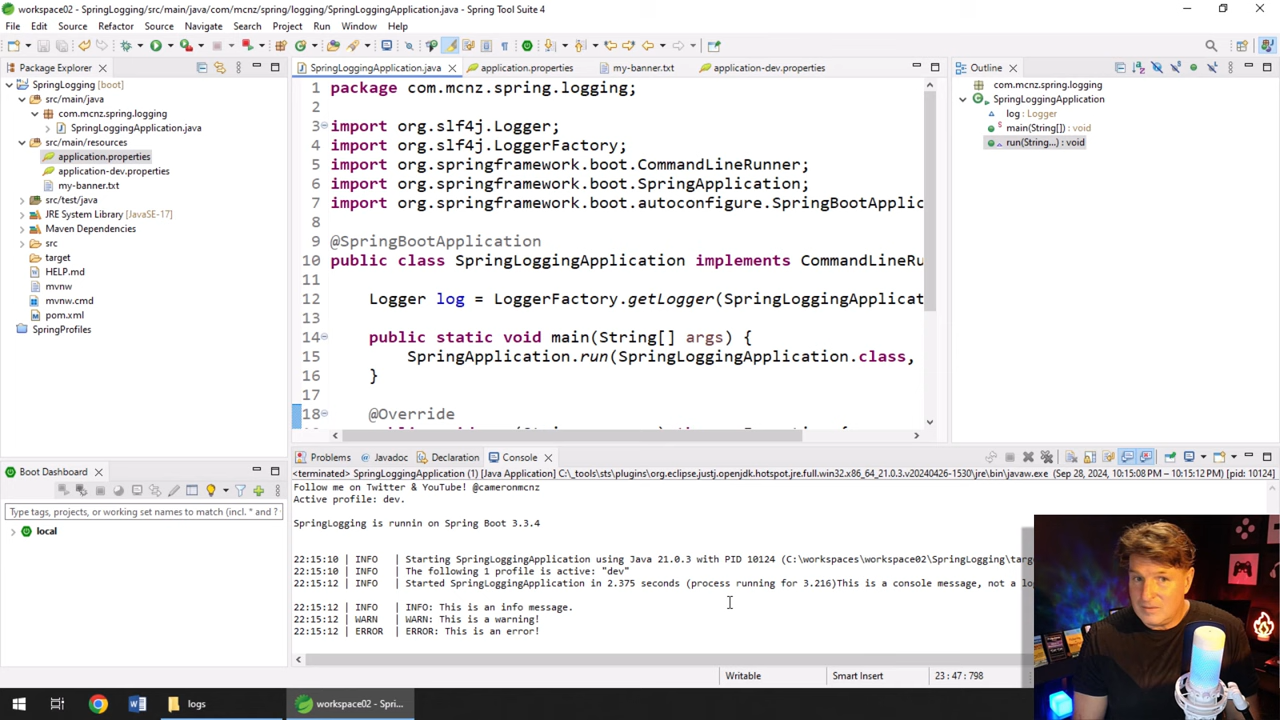 workspace02 - SpringLogging/src/main/java/com/mcnz/spring/logging/SpringLoggingApplication.java - Spring Tool Suite 4
File Edit Source Refactor Source Navigate Search Project Run Window Help
Package Explorer
SpringLogging [boot]
src/main/java
com.mcnz.spring.logging
SpringLoggingApplication.java
src/main/resources
application.properties
application-dev.properties
my-banner.txt
src/test/java
JRE System Library [JavaSE-17]
Maven Dependencies
src
target
HELP.md
mvnw
mvnw.cmd
pom.xml
SpringProfiles
Boot Dashboard
Type tags, projects, or working set names to match (incl. * and ?
local
SpringLoggingApplication.java application.properties my-banner.txt application-dev.properties
1 package com.mcnz.spring.logging;
2
3 import org.slf4j.Logger;
4 import org.slf4j.LoggerFactory;
5 import org.springframework.boot.CommandLineRunner;
6 import org.springframework.boot.SpringApplication;
7 import org.springframework.boot.autoconfigure.SpringBootApplic
8
9 @SpringBootApplication
10 public class SpringLoggingApplication implements CommandLineRu
11
12 Logger log = LoggerFactory.getLogger(SpringLoggingApplicat
13
14 public static void main(String[] args) {
15 SpringApplication.run(SpringLoggingApplication.class,
16 }
17
18 @Override
Outline
com.mcnz.spring.logging
SpringLoggingApplication
log : Logger
main(String[]) : void
run(String...) : void
Problems Javadoc Declaration Console
<terminated> SpringLoggingApplication (1) [Java Application] C:\_tools\sts\plugins\org.eclipse.justj.openjdk.hotspot.jre.full.win32.x86_64_21.0.3.v20240426-1530\jre\bin\javaw.exe (Sep 28, 2024, 10:15:08 PM – 10:15:12 PM) [pid: 10124]
Follow me on Twitter & YouTube! @cameronmcnz
Active profile: dev.
SpringLogging is runnin on Spring Boot 3.3.4
22:15:10 | INFO | Starting SpringLoggingApplication using Java 21.0.3 with PID 10124 (C:\workspaces\workspace02\SpringLogging\targ
22:15:10 | INFO | The following 1 profile is active: "dev"
22:15:12 | INFO | Started SpringLoggingApplication in 2.375 seconds (process running for 3.216)This is a console message, not a lo
22:15:12 | INFO | INFO: This is an info message.
22:15:12 | WARN | WARN: This is a warning!
22:15:12 | ERROR | ERROR: This is an error!
Writable Smart Insert 23 : 47 : 798
logs
workspace02 - Spri...